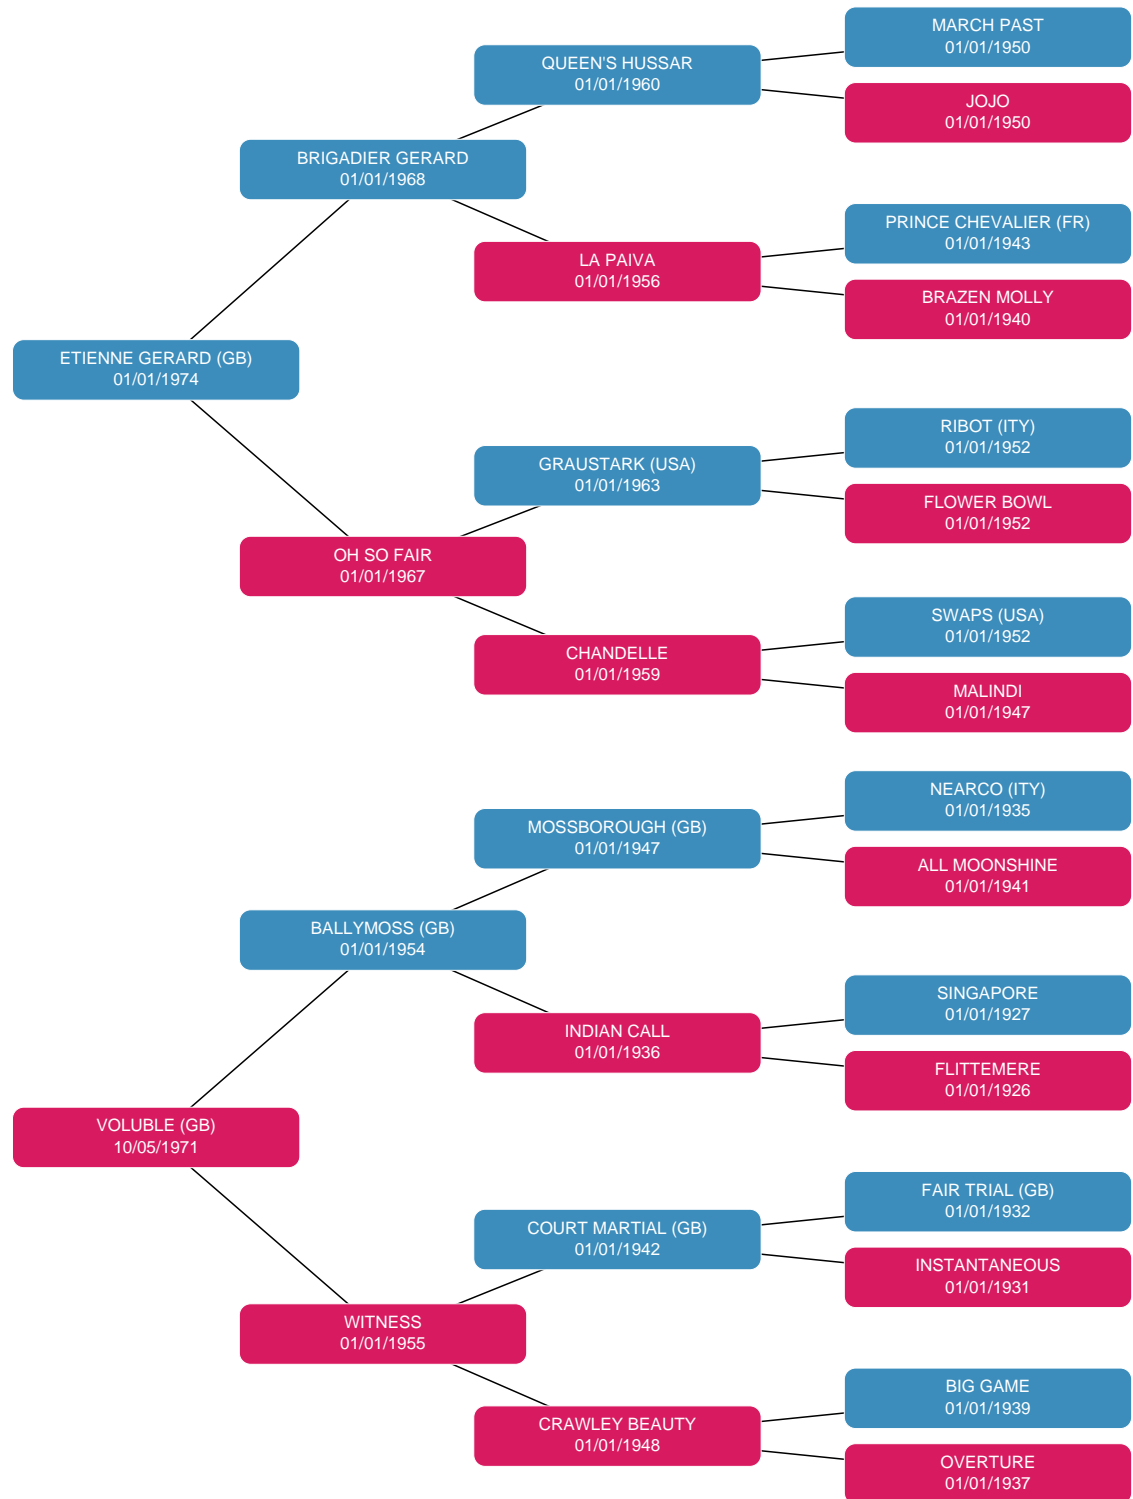 MARCH PAST
01/01/1950
QUEEN'S HUSSAR
01/01/1960
JOJO
01/01/1950
BRIGADIER GERARD
01/01/1968
PRINCE CHEVALIER (FR)
01/01/1943
LA PAIVA
01/01/1956
BRAZEN MOLLY
01/01/1940
ETIENNE GERARD (GB)
01/01/1974
RIBOT (ITY)
01/01/1952
GRAUSTARK (USA)
01/01/1963
FLOWER BOWL
01/01/1952
OH SO FAIR
01/01/1967
SWAPS (USA)
01/01/1952
CHANDELLE
01/01/1959
MALINDI
01/01/1947
NEARCO (ITY)
01/01/1935
MOSSBOROUGH (GB)
01/01/1947
ALL MOONSHINE
01/01/1941
BALLYMOSS (GB)
01/01/1954
SINGAPORE
01/01/1927
INDIAN CALL
01/01/1936
FLITTEMERE
01/01/1926
VOLUBLE (GB)
10/05/1971
FAIR TRIAL (GB)
01/01/1932
COURT MARTIAL (GB)
01/01/1942
INSTANTANEOUS
01/01/1931
WITNESS
01/01/1955
BIG GAME
01/01/1939
CRAWLEY BEAUTY
01/01/1948
OVERTURE
01/01/1937